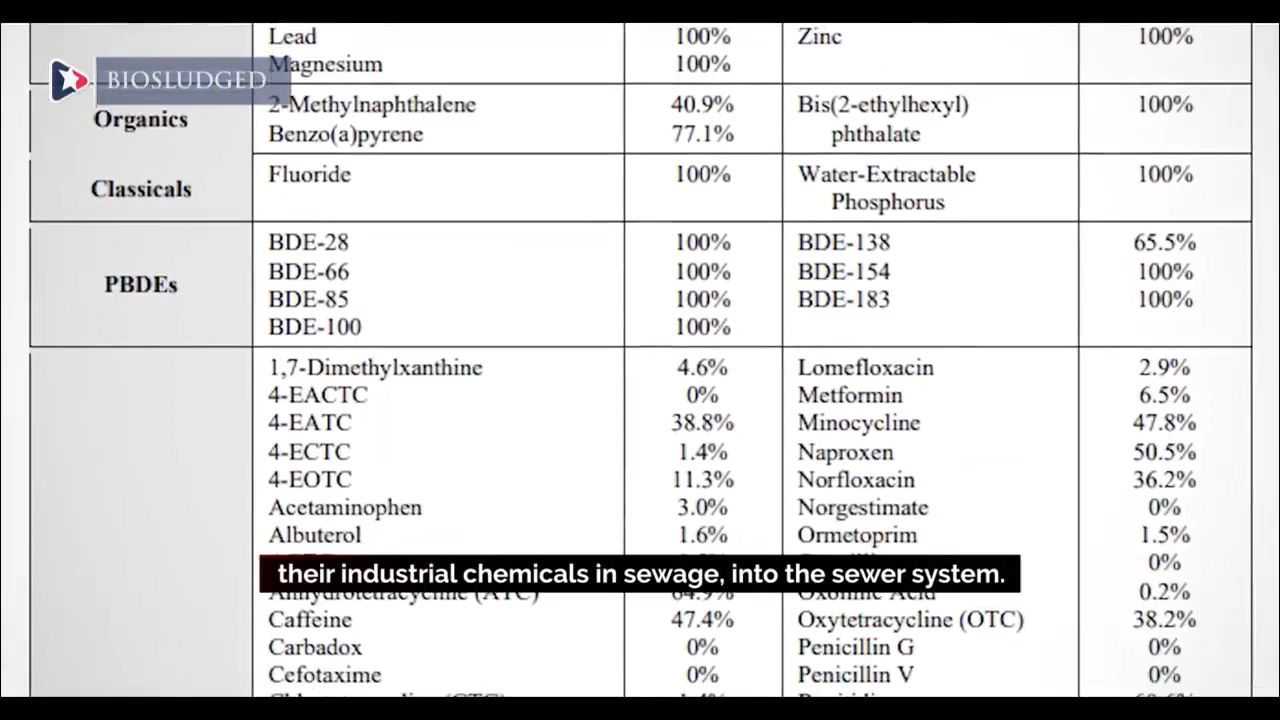 Lead 100% Zinc 100%
Magnesium 100%
BIOSLUDGED
Organics
2-Methylnaphthalene 40.9% Bis(2-ethylhexyl) 100%
Benzo(a)pyrene 77.1% phthalate
Classicals
Fluoride 100% Water-Extractable 100%
Phosphorus
PBDEs
BDE-28 100% BDE-138 65.5%
BDE-66 100% BDE-154 100%
BDE-85 100% BDE-183 100%
BDE-100 100%
1,7-Dimethylxanthine 4.6% Lomefloxacin 2.9%
4-EACTC 0% Metformin 6.5%
4-EATC 38.8% Minocycline 47.8%
4-ECTC 1.4% Naproxen 50.5%
4-EOTC 11.3% Norfloxacin 36.2%
Acetaminophen 3.0% Norgestimate 0%
Albuterol 1.6% Ormetoprim 1.5%
0%
their industrial chemicals in sewage, into the sewer system.
Anhydrotetracycline (ATC) 64.9% Oxolinic Acid 0.2%
Caffeine 47.4% Oxytetracycline (OTC) 38.2%
Carbadox 0% Penicillin G 0%
Cefotaxime 0% Penicillin V 0%